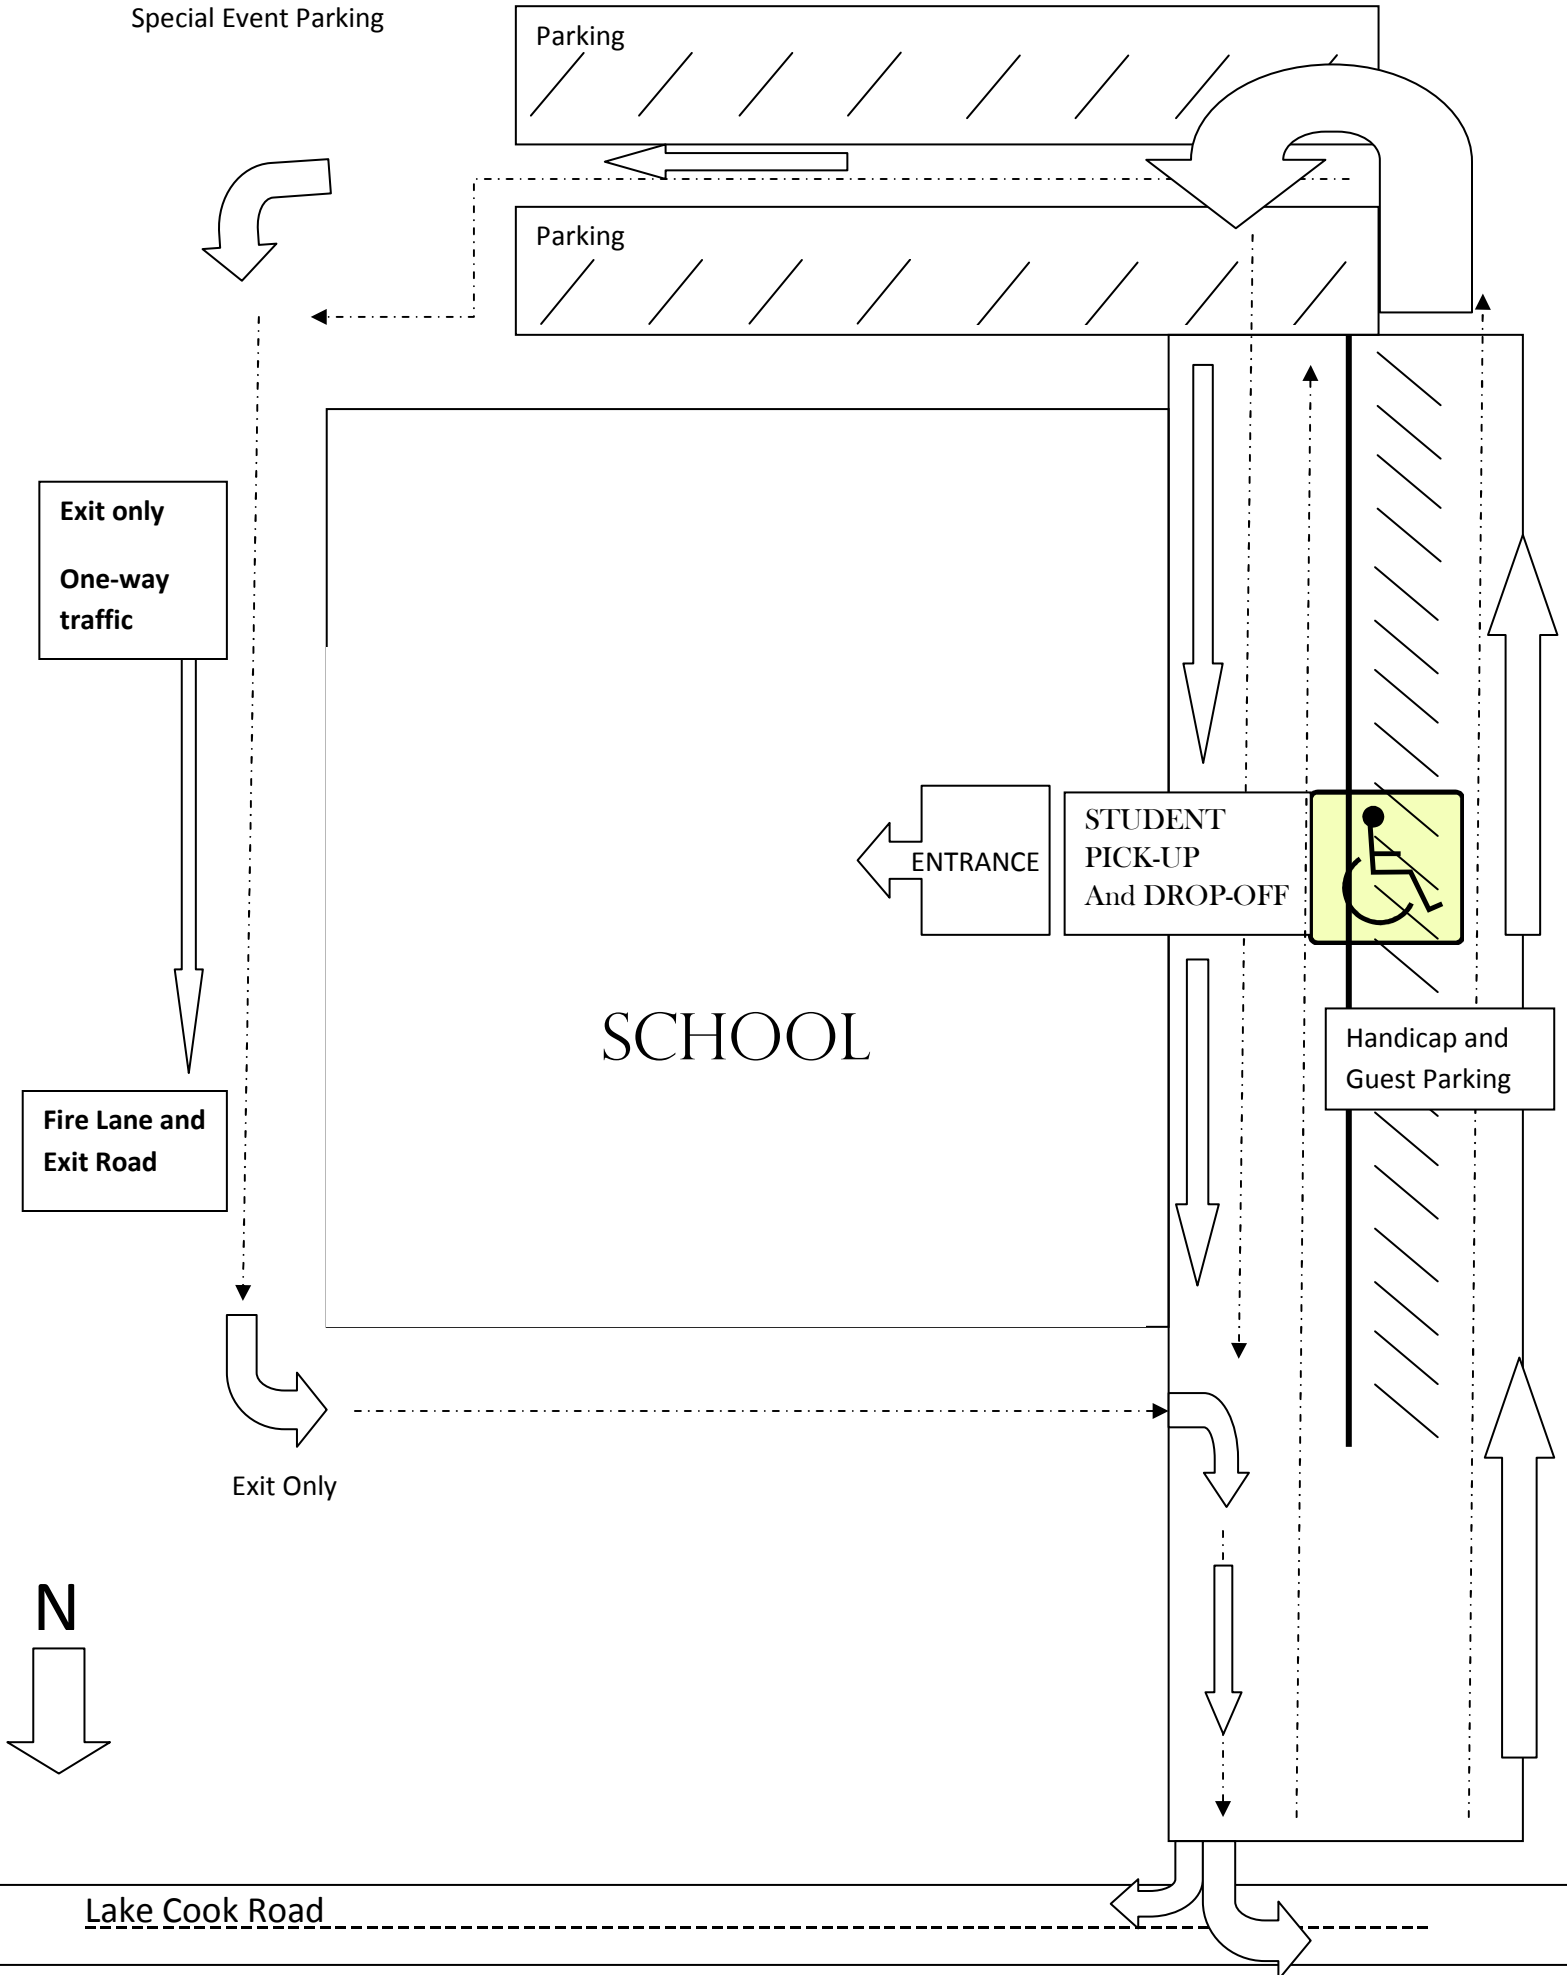 Special Event Parking
Parking
Parking
Exit only
One-way
traffic
STUDENT
PICK-UP
And DROP-OFF
ENTRANCE
SCHOOL
Handicap and
Guest Parking
Fire Lane and
Exit Road
Exit Only
N
Lake Cook Road